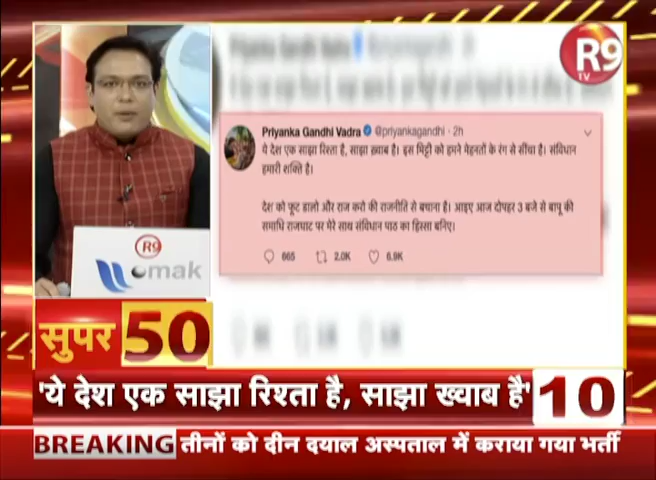 R9
TV
Priyanka Gandhi Vadra @priyankagandhi · 2h
ये देश एक साझा रिश्ता है, साझा ख़्वाब है। इस मिट्टी को हमने मेहनतों के रंग से सींचा है। संविधान
हमारी शक्ति है।
देश को फूट डालो और राज करो की राजनीति से बचाना है। आइए आज दोपहर 3 बजे से बापू की
समाधि राजघाट पर मेरे साथ संविधान पाठ का हिस्सा बनिए।
665 2.0K 6.9K
R9
omak
सुपर 50
'ये देश एक साझा रिश्ता है, साझा ख्वाब है' 10
BREAKING तीनों को दीन दयाल अस्पताल में कराया गया भर्ती